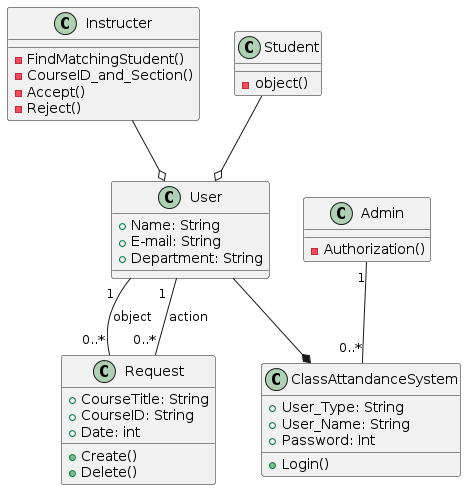 C Instructer
FindMatchingStudent()
CourseID_and_Section()
Accept()
Reject()
C Student
object()
C User
Name: String
E-mail: String
Department: String
C Admin
Authorization()
1
1
object
action
0..*
0..*
1
0..*
C Request
CourseTitle: String
CourseID: String
Date: int
Create()
Delete()
C ClassAttandanceSystem
User_Type: String
User_Name: String
Password: Int
Login()